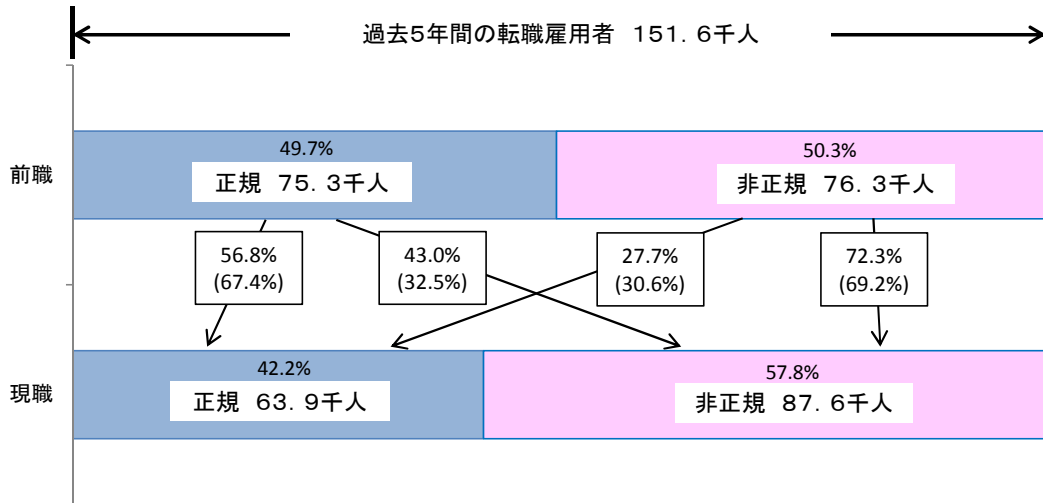 過去5年間の転職雇用者 151.6千人
前職
49.7%
正規 75.3千人
50.3%
非正規 76.3千人
56.8%
(67.4%)
43.0%
(32.5%)
27.7%
(30.6%)
72.3%
(69.2%)
現職
42.2%
正規 63.9千人
57.8%
非正規 87.6千人